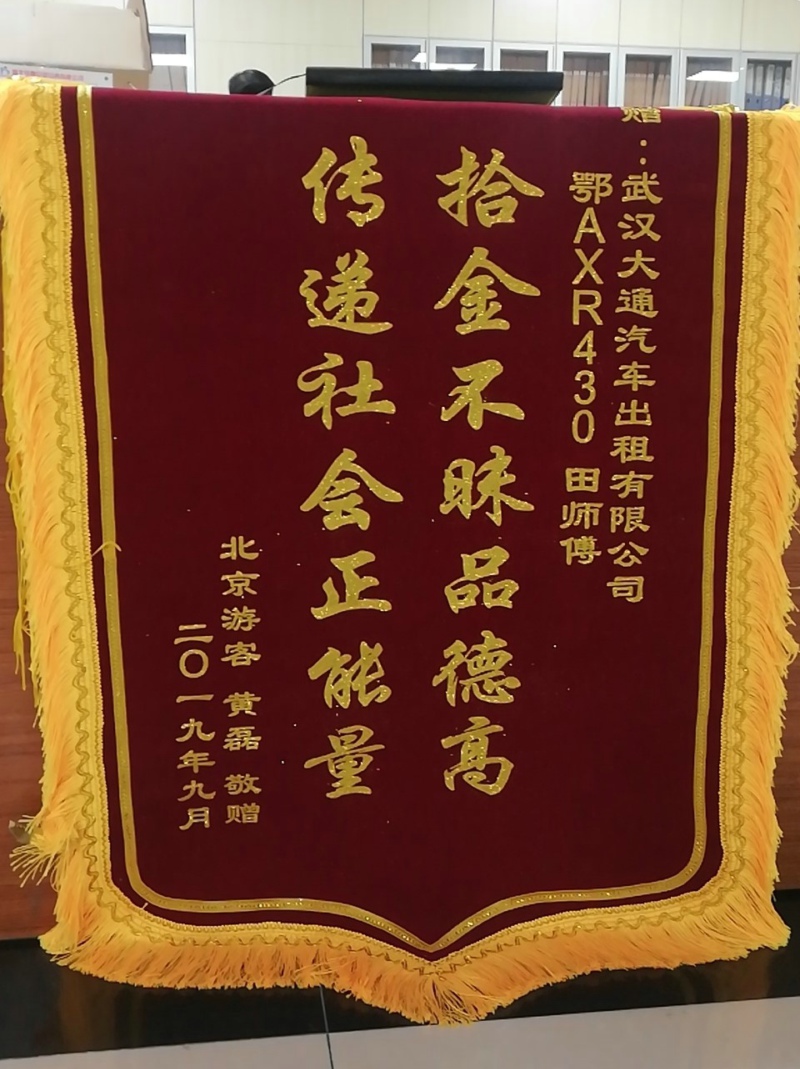 赠：武汉大通汽车出租有限公司
鄂AXR430 田师傅
拾金不昧品德高
传递社会正能量
北京游客 黄磊 敬赠
二〇一九年九月